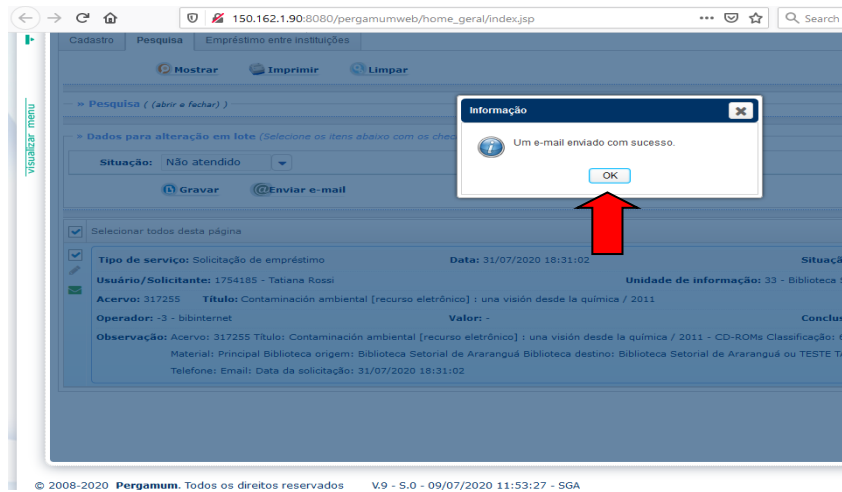 150.162.1.90:8080/pergamumweb/home_geral/index.jsp
Search
visualizar menu
Cadastro Pesquisa Empréstimo entre instituições
Mostrar Imprimir Limpar
» Pesquisa ( (abrir e fechar) )
Informação
Um e-mail enviado com sucesso.
OK
» Dados para alteração em lote (Selecione os itens abaixo com os chec
Situação: Não atendido
Gravar @Enviar e-mail
Selecionar todos desta página
Tipo de serviço: Solicitação de empréstimo Data: 31/07/2020 18:31:02 Situaçã
Usuário/Solicitante: 1754185 - Tatiana Rossi Unidade de informação: 33 - Biblioteca S
Acervo: 317255 Título: Contaminación ambiental [recurso eletrônico] : una visión desde la química / 2011
Operador: -3 - bibinternet Valor: - Conclus
Observação: Acervo: 317255 Título: Contaminación ambiental [recurso eletrônico] : una visión desde la química / 2011 - CD-ROMs Classificação: 6
Material: Principal Biblioteca origem: Biblioteca Setorial de Araranguá Biblioteca destino: Biblioteca Setorial de Araranguá ou TESTE TA
Telefone: Email: Data da solicitação: 31/07/2020 18:31:02
© 2008-2020 Pergamum. Todos os direitos reservados V.9 - S.0 - 09/07/2020 11:53:27 - SGA